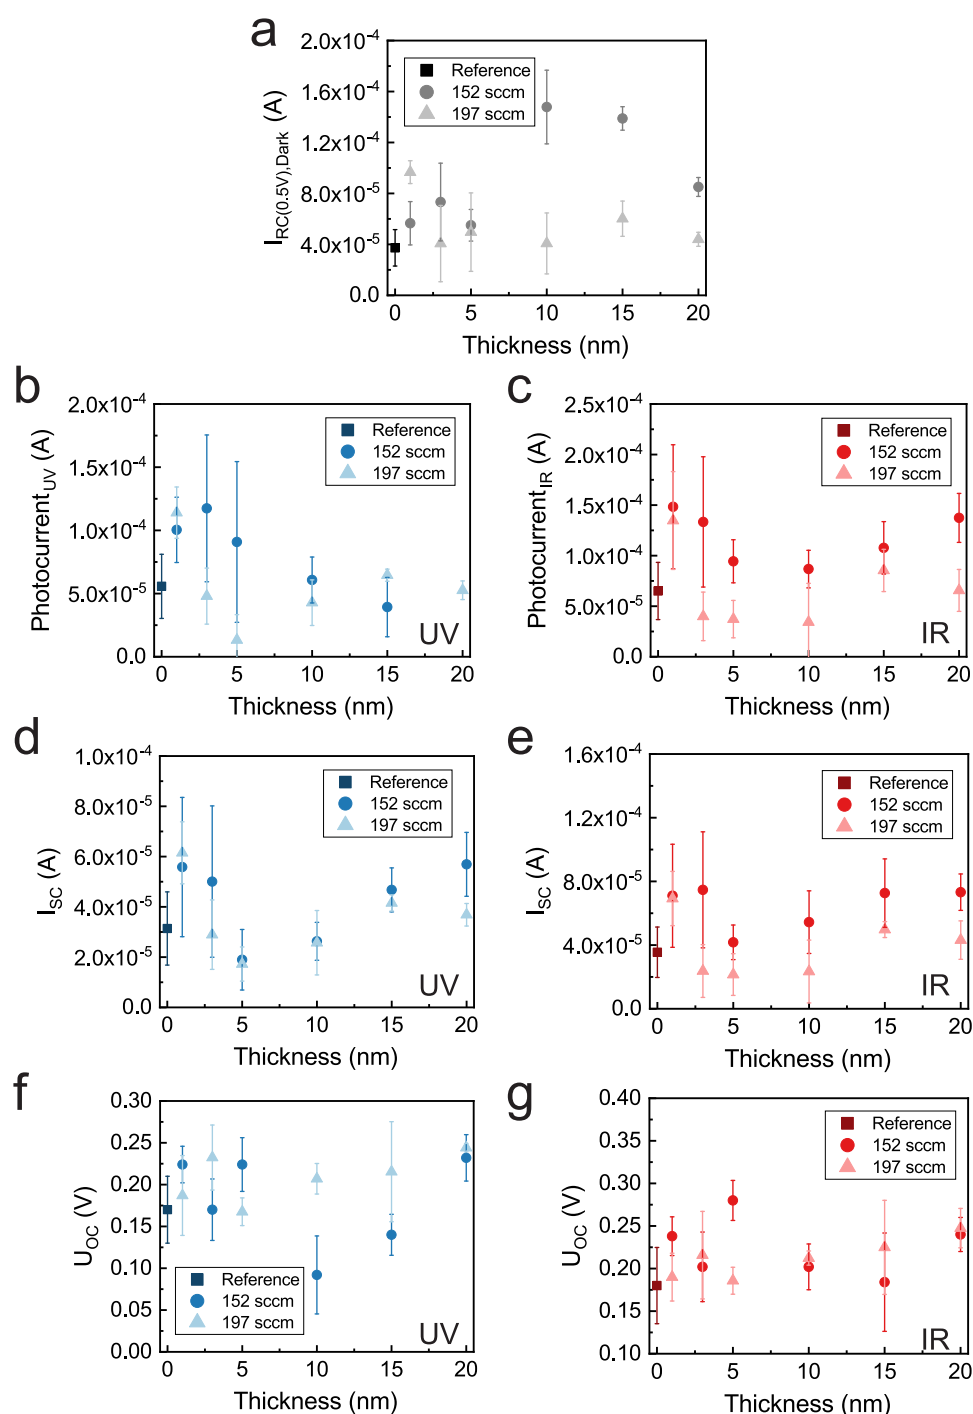 a
2.0x10⁻⁴
1.6x10⁻⁴
1.2x10⁻⁴
8.0x10⁻⁵
4.0x10⁻⁵
0.0
I_RC(0.5V),Dark (A)
Reference
152 sccm
197 sccm
0 5 10 15 20
Thickness (nm)
b
2.0x10⁻⁴
1.5x10⁻⁴
1.0x10⁻⁴
5.0x10⁻⁵
0.0
Photocurrent_UV (A)
Reference
152 sccm
197 sccm
UV
0 5 10 15 20
Thickness (nm)
c
2.5x10⁻⁴
2.0x10⁻⁴
1.5x10⁻⁴
1.0x10⁻⁴
5.0x10⁻⁵
0.0
Photocurrent_IR (A)
Reference
152 sccm
197 sccm
IR
0 5 10 15 20
Thickness (nm)
d
1.0x10⁻⁴
8.0x10⁻⁵
6.0x10⁻⁵
4.0x10⁻⁵
2.0x10⁻⁵
0.0
I_SC (A)
Reference
152 sccm
197 sccm
UV
0 5 10 15 20
Thickness (nm)
e
1.6x10⁻⁴
1.2x10⁻⁴
8.0x10⁻⁵
4.0x10⁻⁵
0.0
I_SC (A)
Reference
152 sccm
197 sccm
IR
0 5 10 15 20
Thickness (nm)
f
0.30
0.25
0.20
0.15
0.10
0.05
0.00
U_OC (V)
Reference
152 sccm
197 sccm
UV
0 5 10 15 20
Thickness (nm)
g
0.40
0.35
0.30
0.25
0.20
0.15
0.10
U_OC (V)
Reference
152 sccm
197 sccm
IR
0 5 10 15 20
Thickness (nm)